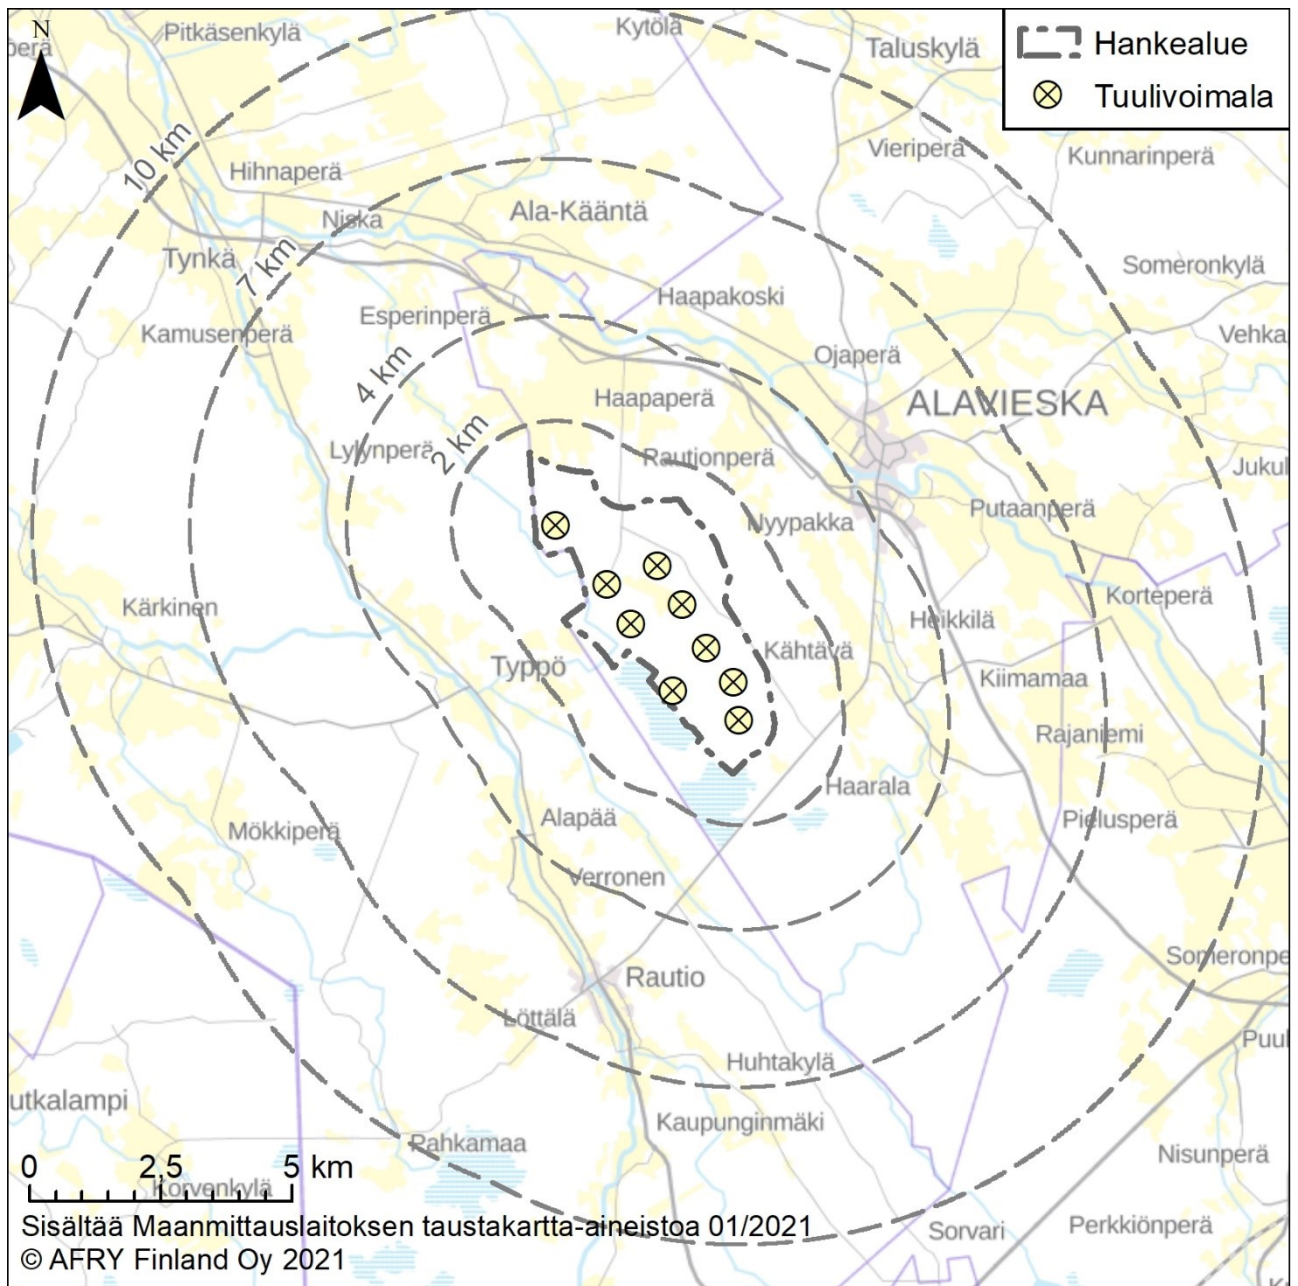 N
Pitkäsenkylä
Kytölä
Taluskylä
Hankealue
Tuulivoimala
perä
10 km
Hihnaperä
Vieriperä
Kunnarinperä
Niska
Ala-Kääntä
Tynkä
7 km
Someronkylä
Haapakoski
Esperinperä
Kamusenperä
Vehka
Ojaperä
4 km
Haapaperä
ALAVIESKA
2 km
Lylynperä
Rautionperä
Jukul
Nyypakka
Putaanperä
Kärkinen
Korteperä
Heikkilä
Typpö
Kähtävä
Kiimamaa
Rajaniemi
Haarala
Alapää
Mökkiperä
Pielusperä
Verronen
Rautio
Someronpe
Löttälä
Puul
Huhtakylä
utkalampi
Kaupunginmäki
Pahkamaa
Nisunperä
0 2,5 5 km
Korvenkylä
Sisältää Maanmittauslaitoksen taustakartta-aineistoa 01/2021
Sorvari
Perkkiönperä
© AFRY Finland Oy 2021